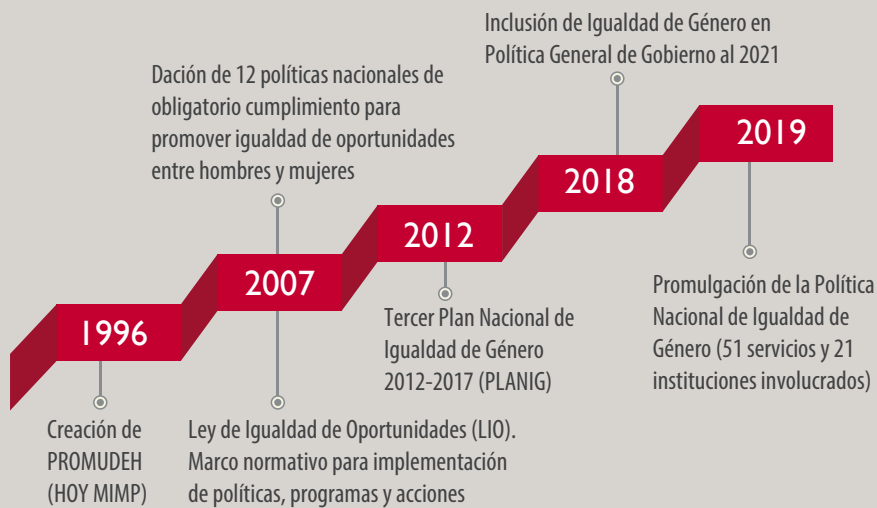 Inclusión de Igualdad de Género en
Política General de Gobierno al 2021
Dación de 12 políticas nacionales de
obligatorio cumplimiento para
promover igualdad de oportunidades
entre hombres y mujeres
2019
2018
2012
2007
1996
Promulgación de la Política
Nacional de Igualdad de
Género (51 servicios y 21
instituciones involucrados)
Tercer Plan Nacional de
Igualdad de Género
2012-2017 (PLANIG)
Creación de
PROMUDEH
(HOY MIMP)
Ley de Igualdad de Oportunidades (LIO).
Marco normativo para implementación
de políticas, programas y acciones